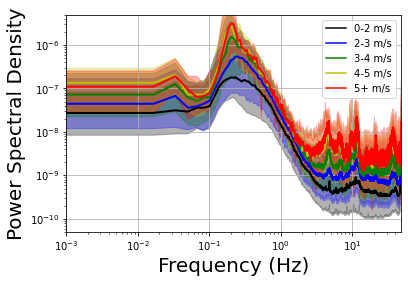 Power Spectral Density
10⁻⁶
10⁻⁷
10⁻⁸
10⁻⁹
10⁻¹⁰
0-2 m/s
2-3 m/s
3-4 m/s
4-5 m/s
5+ m/s
10⁻³
10⁻²
10⁻¹
10⁰
10¹
Frequency (Hz)